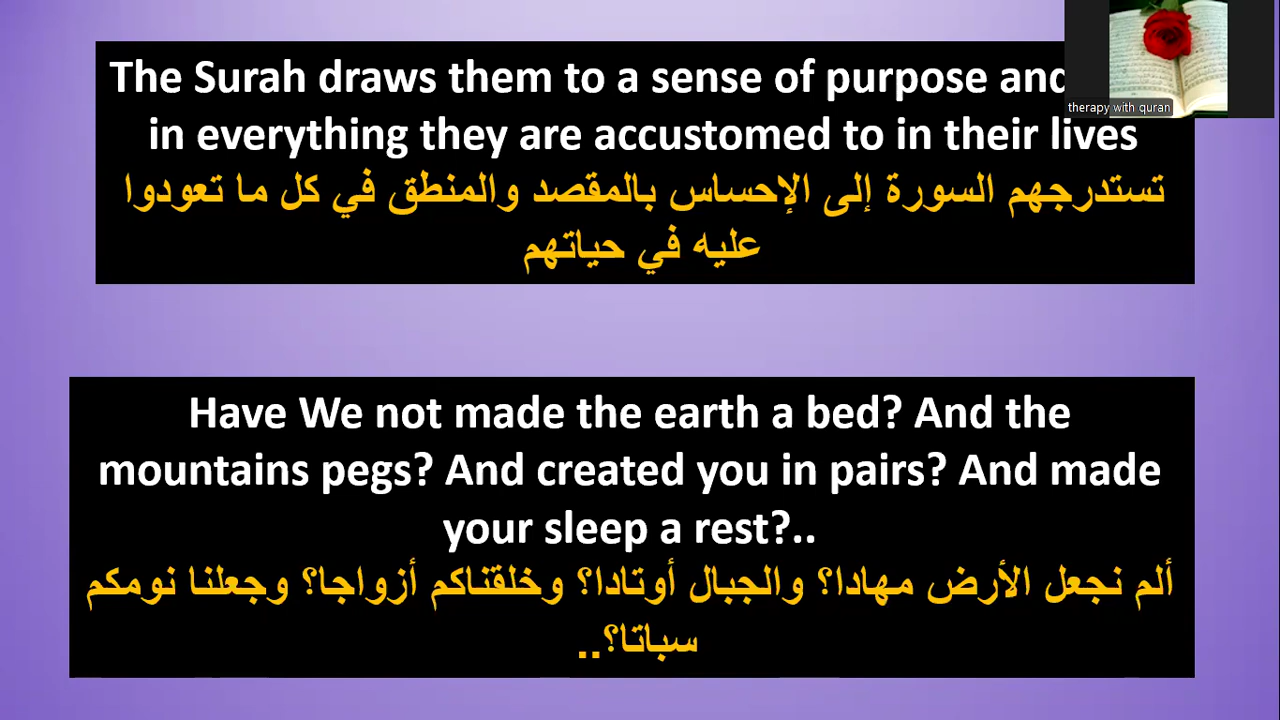 The Surah draws them to a sense of purpose and
in everything they are accustomed to in their lives
تستدرجهم السورة إلى الإحساس بالمقصد والمنطق في كل ما تعودوا
عليه في حياتهم
therapy with quran
Have We not made the earth a bed? And the
mountains pegs? And created you in pairs? And made
your sleep a rest?..
ألم نجعل الأرض مهادا؟ والجبال أوتادا؟ وخلقناكم أزواجا؟ وجعلنا نومكم
سباتا؟..